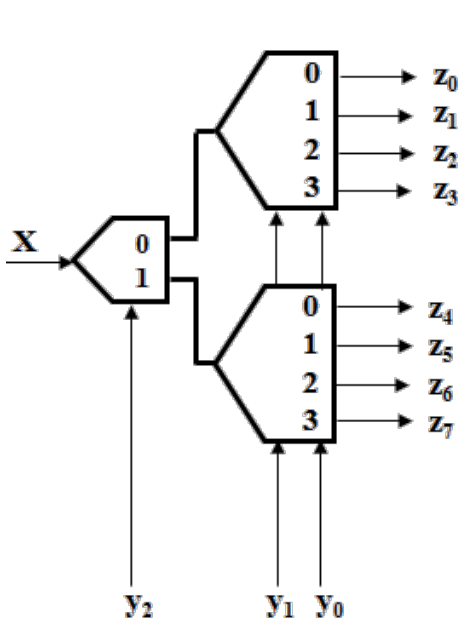 0 z₀
1 z₁
2 z₂
3 z₃
X 0
1
0 z₄
1 z₅
2 z₆
3 z₇
y₂ y₁ y₀